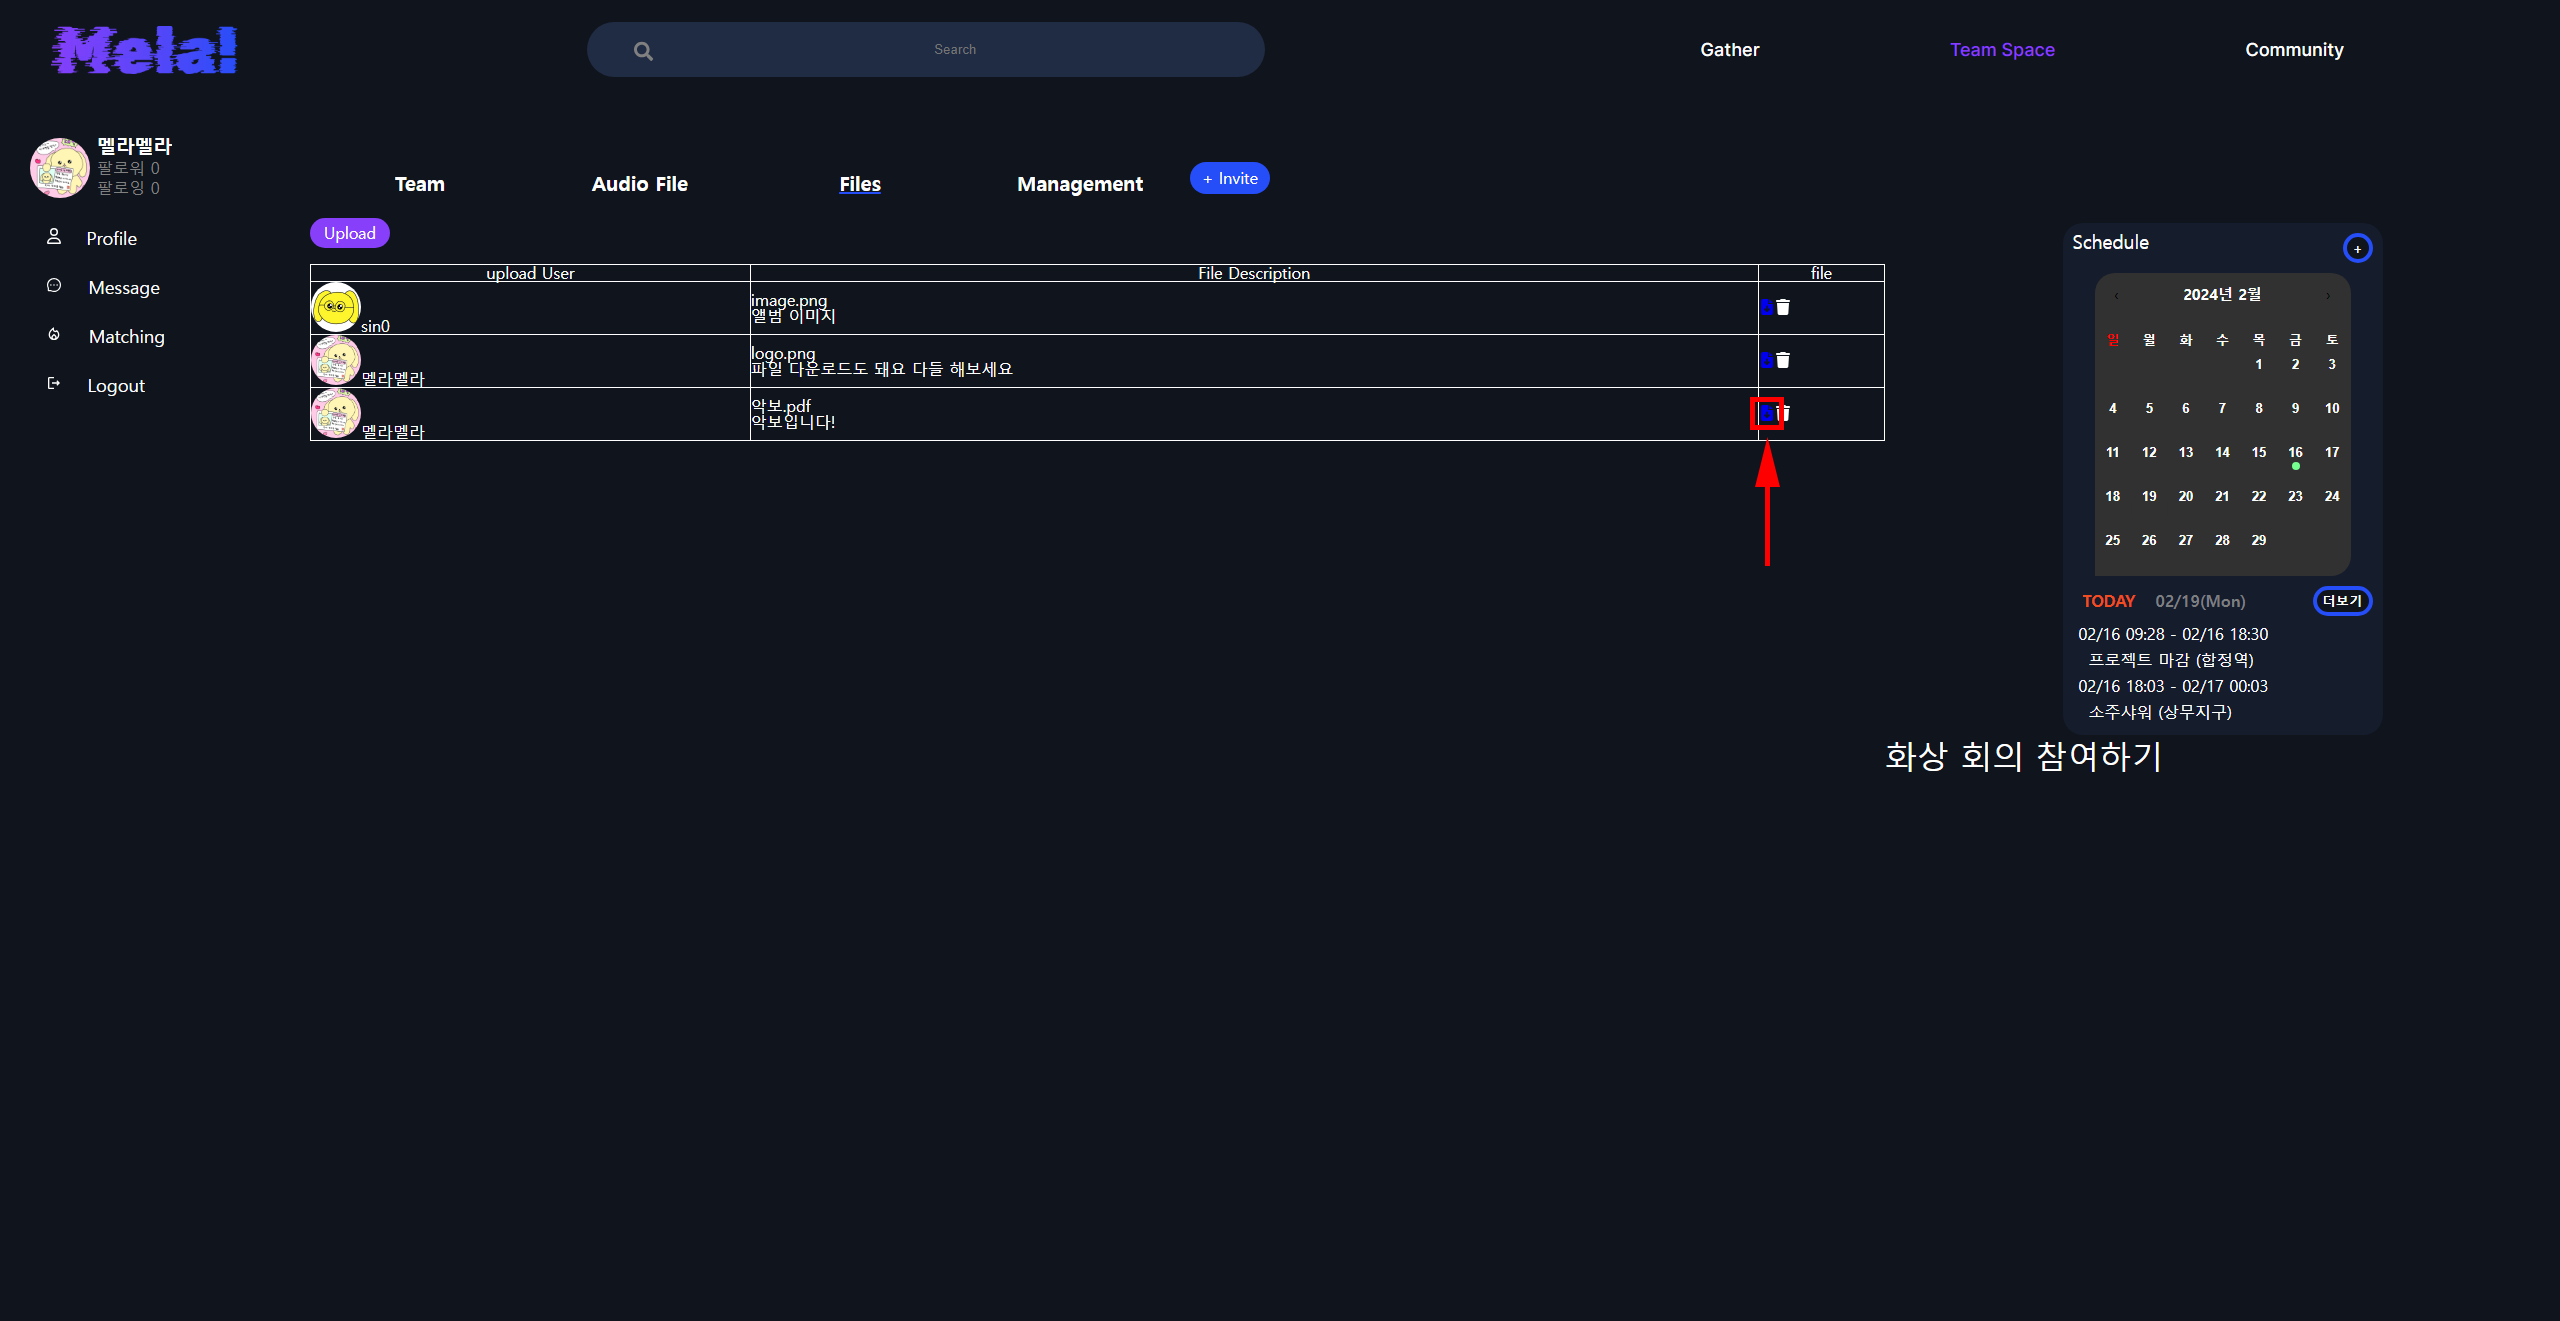 Mela!
Search
Gather
Team Space
Community
멜라멜라
팔로워 0
팔로잉 0
Profile
Message
Matching
Logout
Team
Audio File
Files
Management
+ Invite
Upload
upload User
File Description
file
sin0
image.png
앨범 이미지
멜라멜라
logo.png
파일 다운로드도 돼요 다들 해보세요
멜라멜라
악보.pdf
악보입니다!
Schedule
+
‹ 2024년 2월 ›
일 월 화 수 목 금 토
1 2 3
4 5 6 7 8 9 10
11 12 13 14 15 16 17
18 19 20 21 22 23 24
25 26 27 28 29
TODAY 02/19(Mon) 더보기
02/16 09:28 - 02/16 18:30
프로젝트 마감 (합정역)
02/16 18:03 - 02/17 00:03
소주샤워 (상무지구)
화상 회의 참여하기